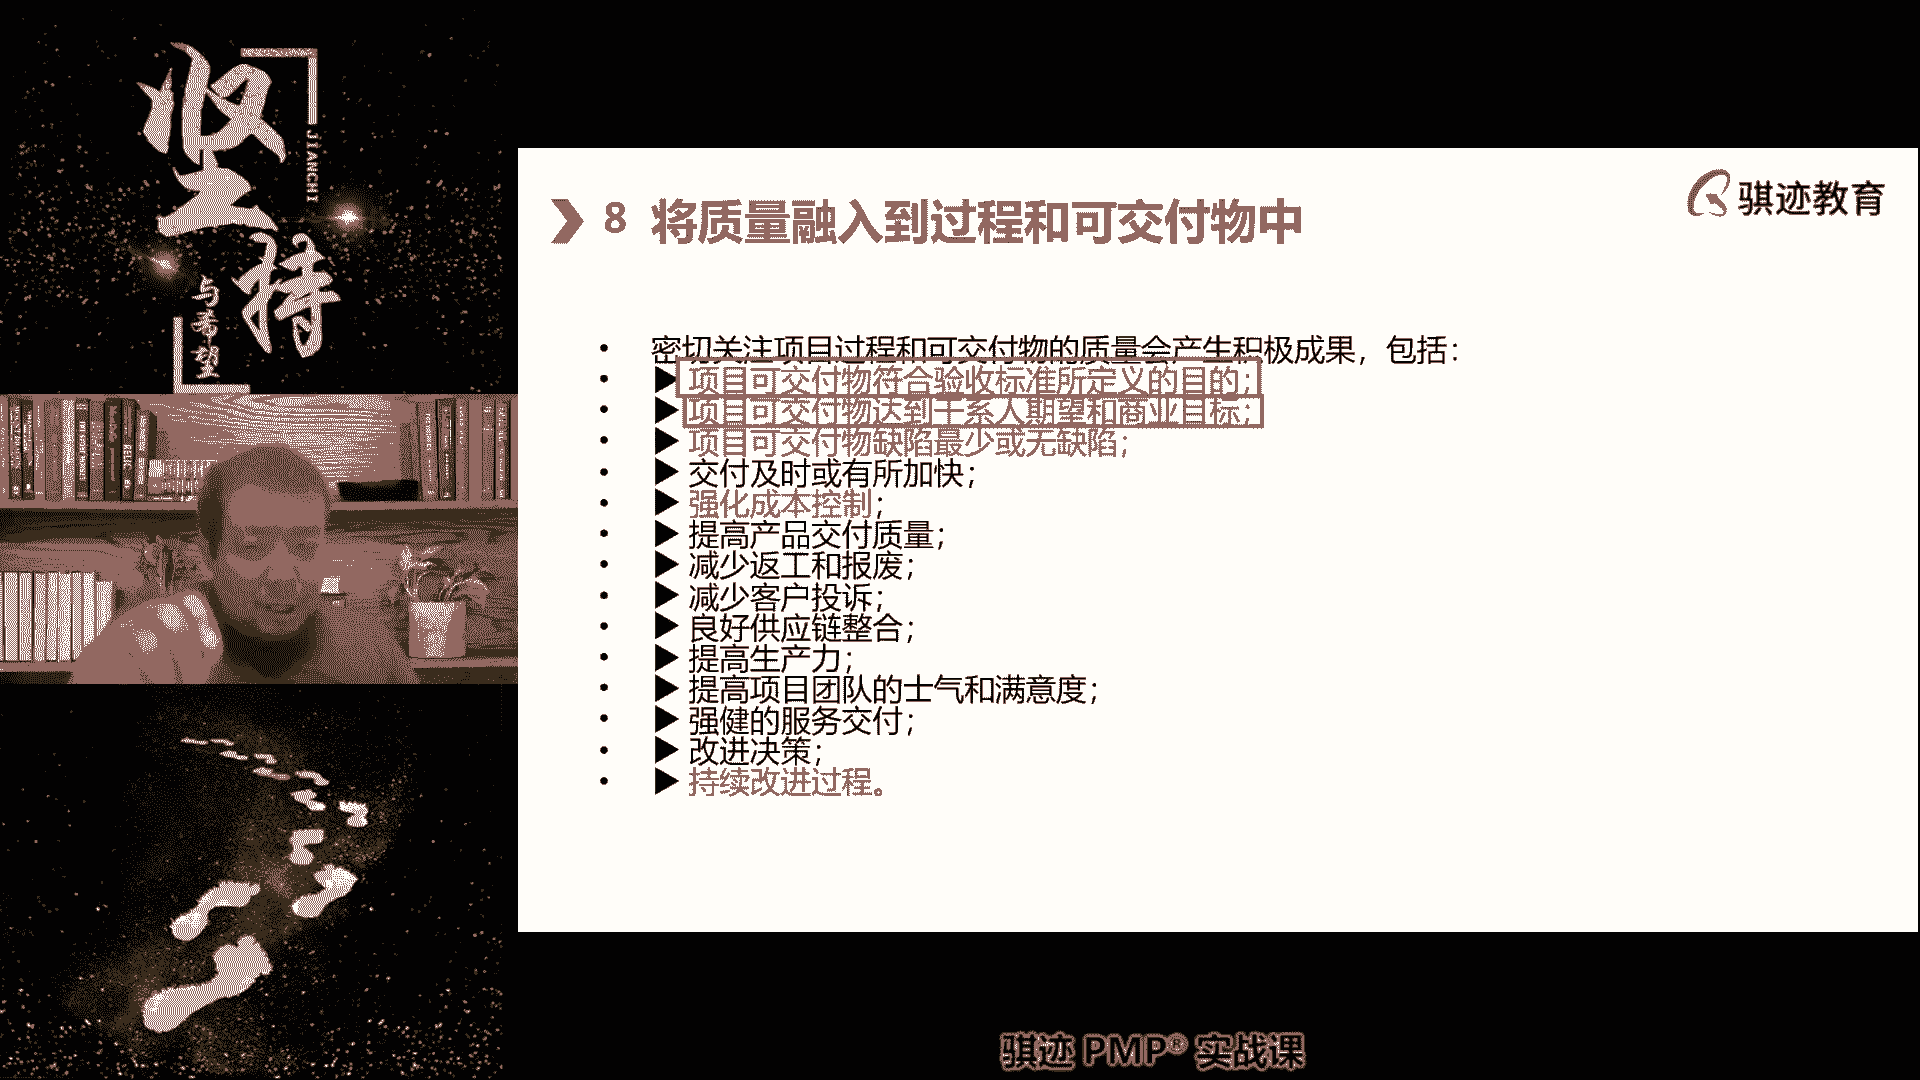 坚持
JIANCHI
与希望
8 将质量融入到过程和可交付物中
骐迹教育
• 密切关注项目过程和可交付物的质量会产生积极成果，包括：
• ▶ 项目可交付物符合验收标准所定义的目的；
• ▶ 项目可交付物达到干系人期望和商业目标；
• ▶ 项目可交付物缺陷最少或无缺陷；
• ▶ 交付及时或有所加快；
• ▶ 强化成本控制；
• ▶ 提高产品交付质量；
• ▶ 减少返工和报废；
• ▶ 减少客户投诉；
• ▶ 良好供应链整合；
• ▶ 提高生产力；
• ▶ 提高项目团队的士气和满意度；
• ▶ 强健的服务交付；
• ▶ 改进决策；
• ▶ 持续改进过程。
骐迹 PMP® 实战课